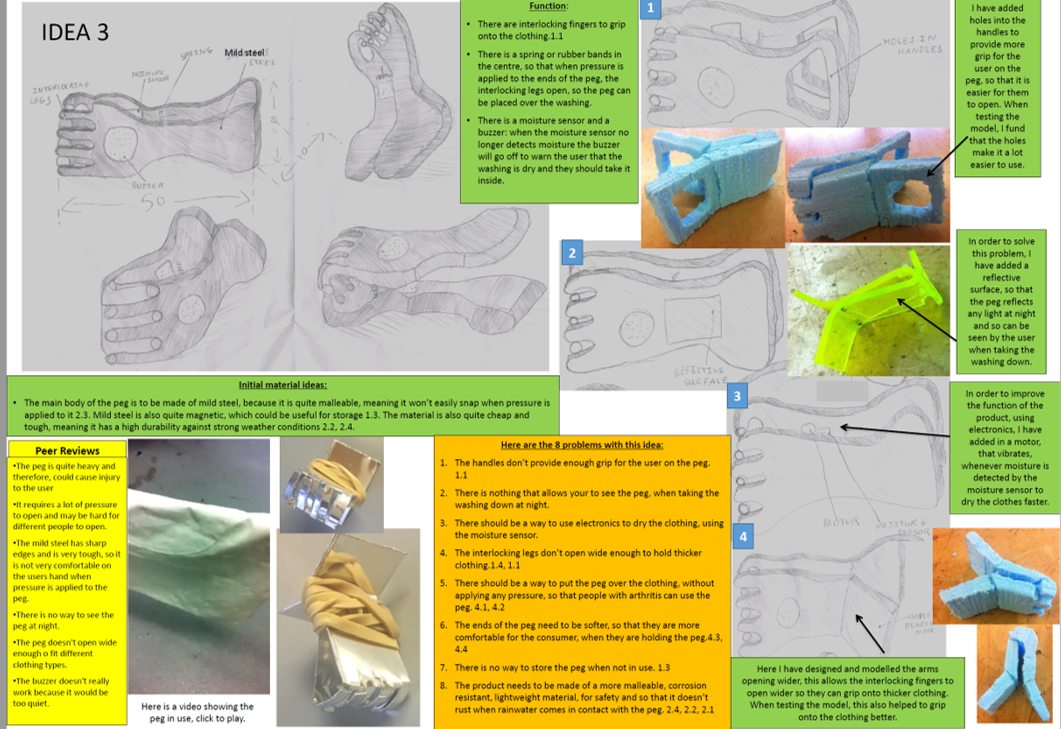 IDEA 3
SPRING
Mild steel
STEEL
MOISTURE
SENSOR
INTERLOCKING
LEGS
BUZZER
50
Function:
• There are interlocking fingers to grip
onto the clothing.1.1
• There is a spring or rubber bands in
the centre, so that when pressure is
applied to the ends of the peg, the
interlocking legs open, so the peg can
be placed over the washing.
• There is a moisture sensor and a
buzzer: when the moisture sensor no
longer detects moisture the buzzer
will go off to warn the user that the
washing is dry and they should take it
inside.
1
HOLES IN
HANDLES
I have added
holes into the
handles to
provide more
grip for the
user on the
peg, so that it is
easier for them
to open. When
testing the
model, I fund
that the holes
make it a lot
easier to use.
2
REFLECTIVE
SURFACE
In order to solve
this problem, I
have added a
reflective
surface, so that
the peg reflects
any light at night
and so can be
seen by the user
when taking the
washing down.
Initial material ideas:
• The main body of the peg is to be made of mild steel, because it is quite malleable, meaning it won't easily snap when pressure is
applied to it 2.3. Mild steel is also quite magnetic, which could be useful for storage 1.3. The material is also quite cheap and
tough, meaning it has a high durability against strong weather conditions 2.2, 2.4.
3
MOTOR
MOISTURE
SENSOR
In order to improve
the function of the
product, using
electronics, I have
added in a motor,
that vibrates,
whenever moisture is
detected by the
moisture sensor to
dry the clothes faster.
Peer Reviews
•The peg is quite heavy and
therefore, could cause injury
to the user
•It requires a lot of pressure
to open and may be hard for
different people to open.
•The mild steel has sharp
edges and is very tough, so it
is not very comfortable on
the users hand when
pressure is applied to the
peg.
•There is no way to see the
peg at night.
•The peg doesn't open wide
enough o fit different
clothing types.
•The buzzer doesn't really
work because it would be
too quiet.
Here is a video showing the
peg in use, click to play.
Here are the 8 problems with this idea:
1. The handles don't provide enough grip for the user on the peg.
1.1
2. There is nothing that allows your to see the peg, when taking the
washing down at night.
3. There should be a way to use electronics to dry the clothing, using
the moisture sensor.
4. The interlocking legs don't open wide enough to hold thicker
clothing.1.4, 1.1
5. There should be a way to put the peg over the clothing, without
applying any pressure, so that people with arthritis can use the
peg. 4.1, 4.2
6. The ends of the peg need to be softer, so that they are more
comfortable for the consumer, when they are holding the peg.4.3,
4.4
7. There is no way to store the peg when not in use. 1.3
8. The product needs to be made of a more malleable, corrosion
resistant, lightweight material, for safety and so that it doesn't
rust when rainwater comes in contact with the peg. 2.4, 2.2, 2.1
4
Here I have designed and modelled the arms
opening wider, this allows the interlocking fingers to
open wider so they can grip onto thicker clothing.
When testing the model, this also helped to grip
onto the clothing better.